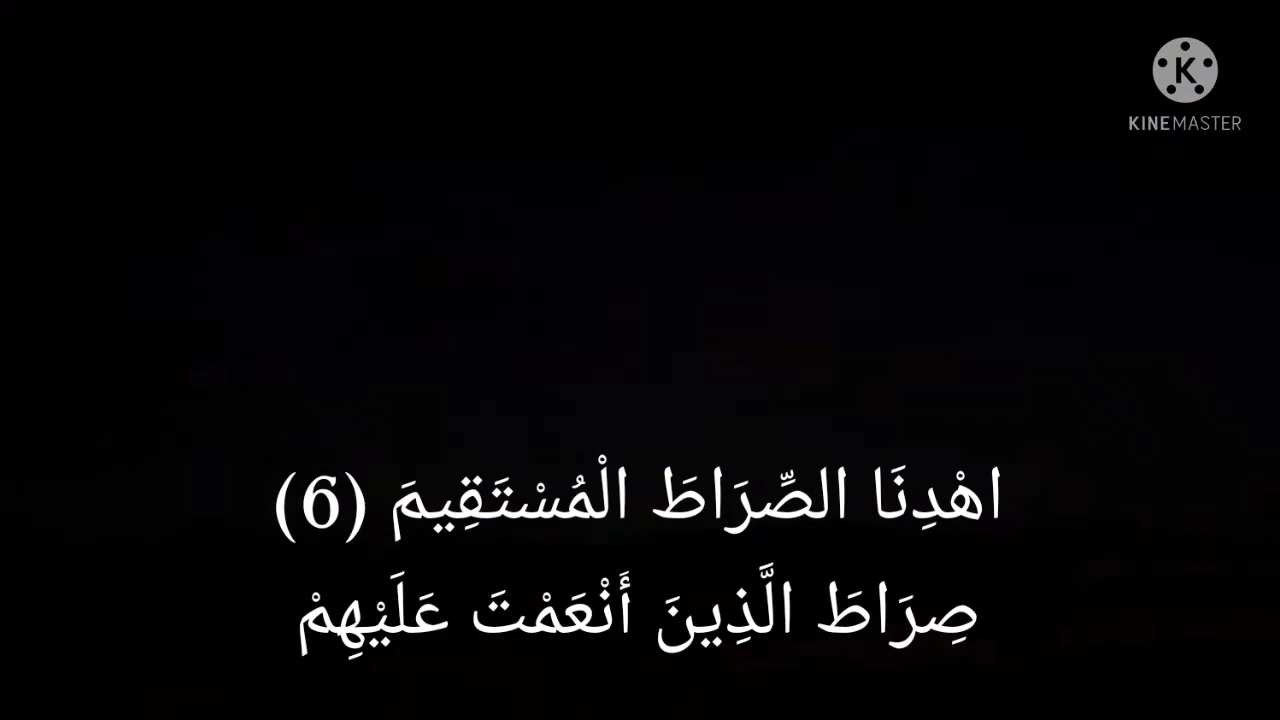 KINEMASTER
اهْدِنَا الصِّرَاطَ الْمُسْتَقِيمَ (6)
صِرَاطَ الَّذِينَ أَنْعَمْتَ عَلَيْهِمْ